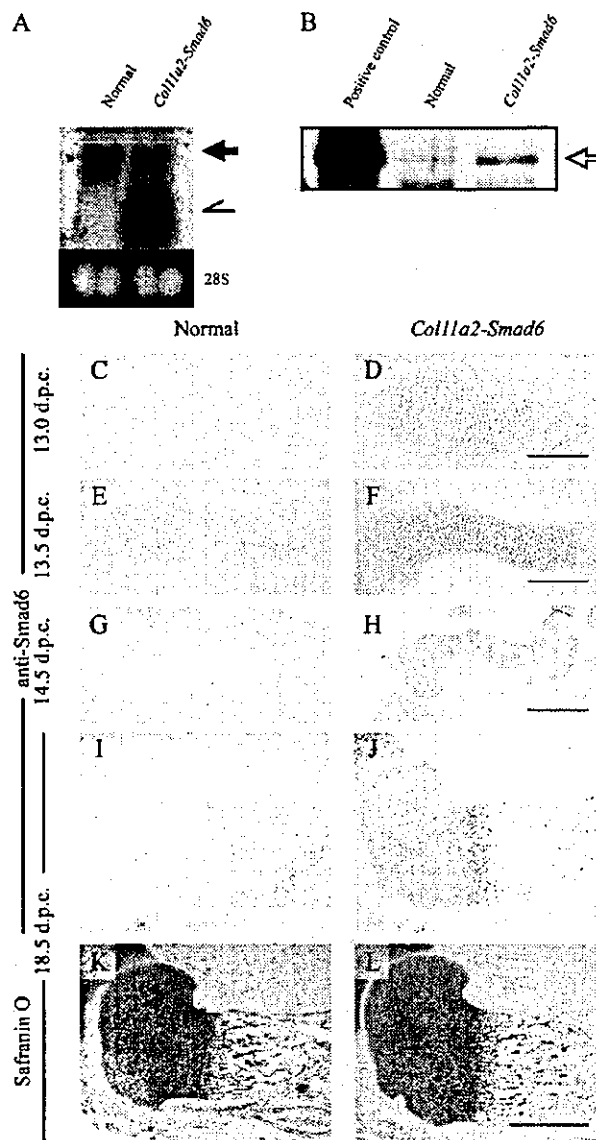 A
Normal
Col11a2-Smad6
28S
B
Positive control
Normal
Col11a2-Smad6
Normal
Col11a2-Smad6
anti-Smad6
13.0 d.p.c.
C
D
13.5 d.p.c.
E
F
14.5 d.p.c.
G
H
18.5 d.p.c.
I
J
Safranin O
K
L